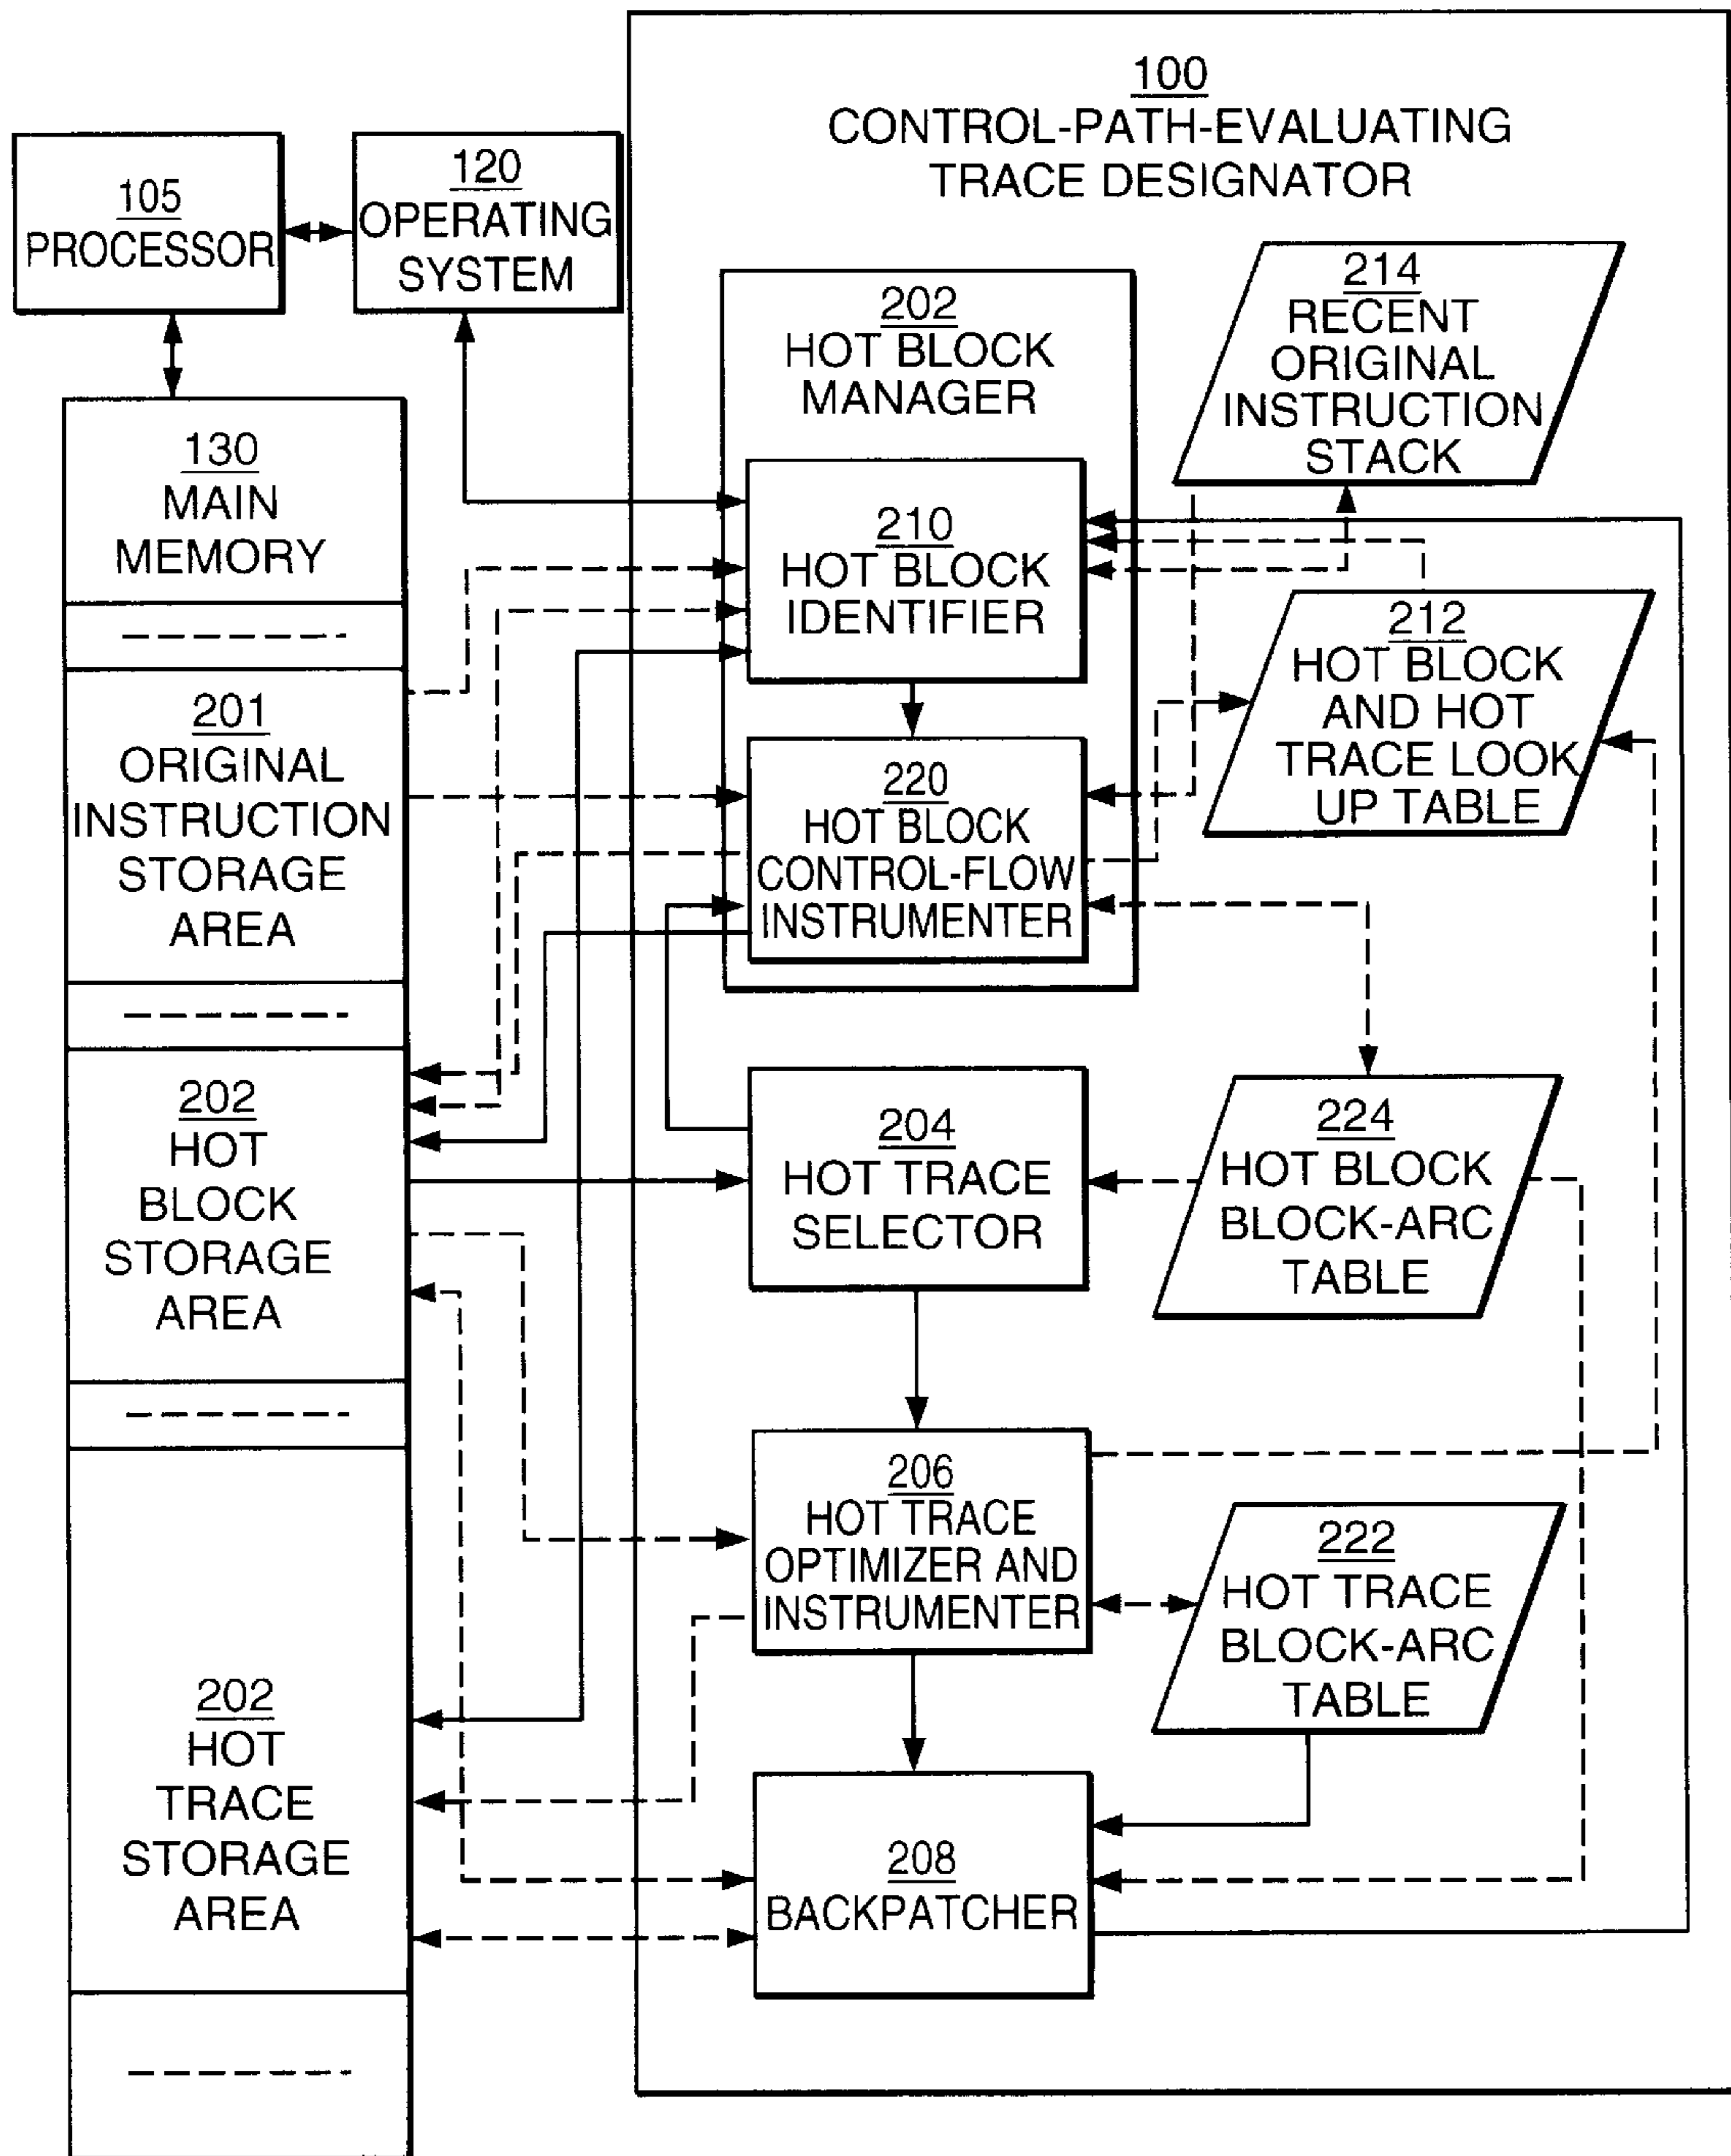 100
CONTROL-PATH-EVALUATING
TRACE DESIGNATOR
105
PROCESSOR
120
OPERATING
SYSTEM
130
MAIN
MEMORY
201
ORIGINAL
INSTRUCTION
STORAGE
AREA
202
HOT
BLOCK
STORAGE
AREA
202
HOT
TRACE
STORAGE
AREA
202
HOT BLOCK
MANAGER
210
HOT BLOCK
IDENTIFIER
220
HOT BLOCK
CONTROL-FLOW
INSTRUMENTER
204
HOT TRACE
SELECTOR
206
HOT TRACE
OPTIMIZER AND
INSTRUMENTER
208
BACKPATCHER
214
RECENT
ORIGINAL
INSTRUCTION
STACK
212
HOT BLOCK
AND HOT
TRACE LOOK
UP TABLE
224
HOT BLOCK
BLOCK-ARC
TABLE
222
HOT TRACE
BLOCK-ARC
TABLE